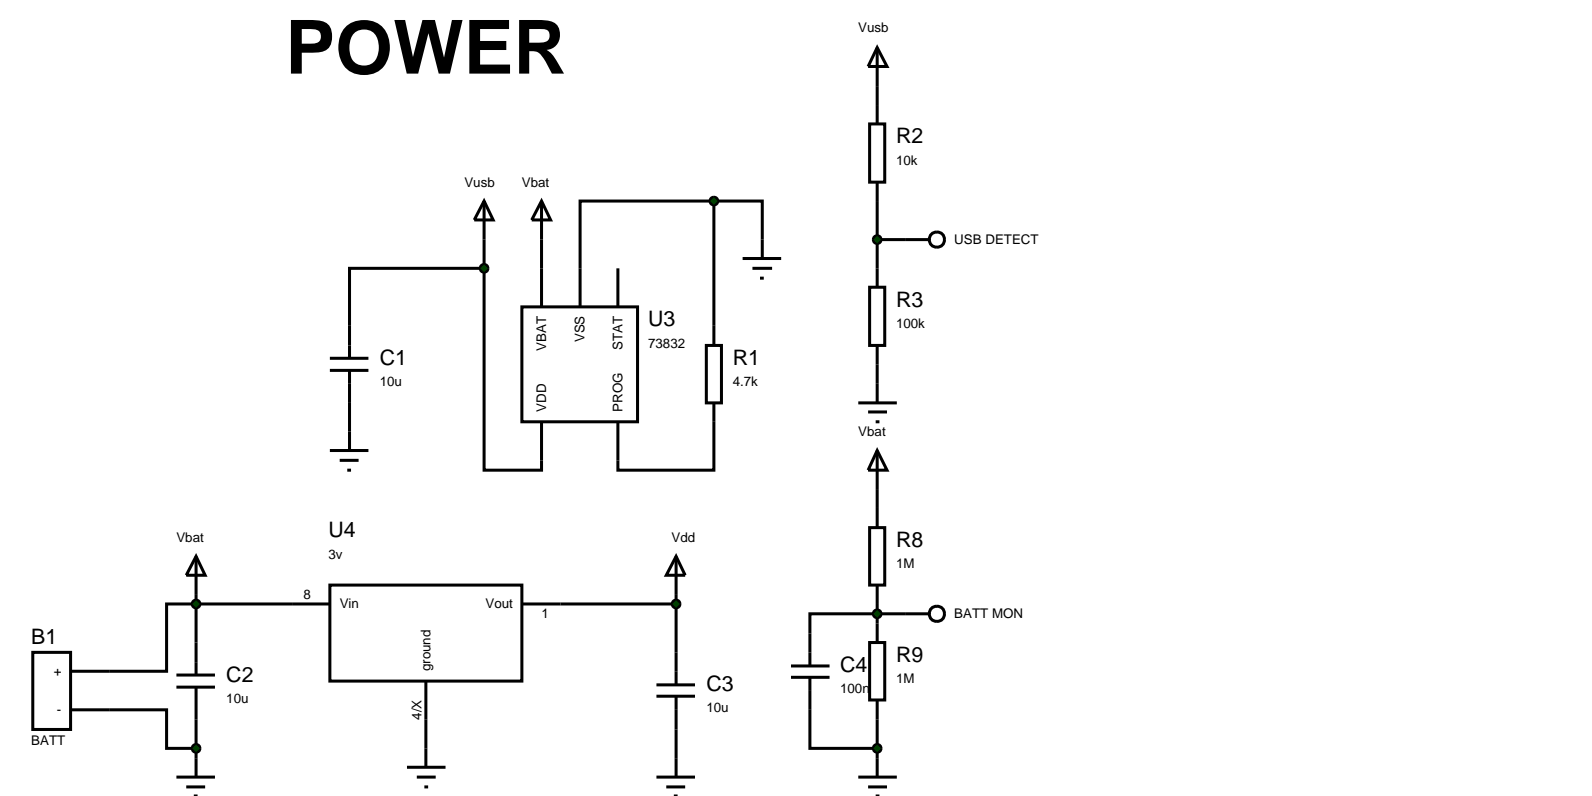 POWER
Vusb
R2
10k
USB DETECT
R3
100k
Vusb
Vbat
VBAT
VSS
STAT
VDD
PROG
U3
73832
R1
4.7k
C1
10u
Vbat
U4
3v
Vdd
8
Vin
Vout
1
ground
4/X
B1
+
-
BATT
C2
10u
C3
10u
Vbat
R8
1M
BATT MON
C4
100n
R9
1M